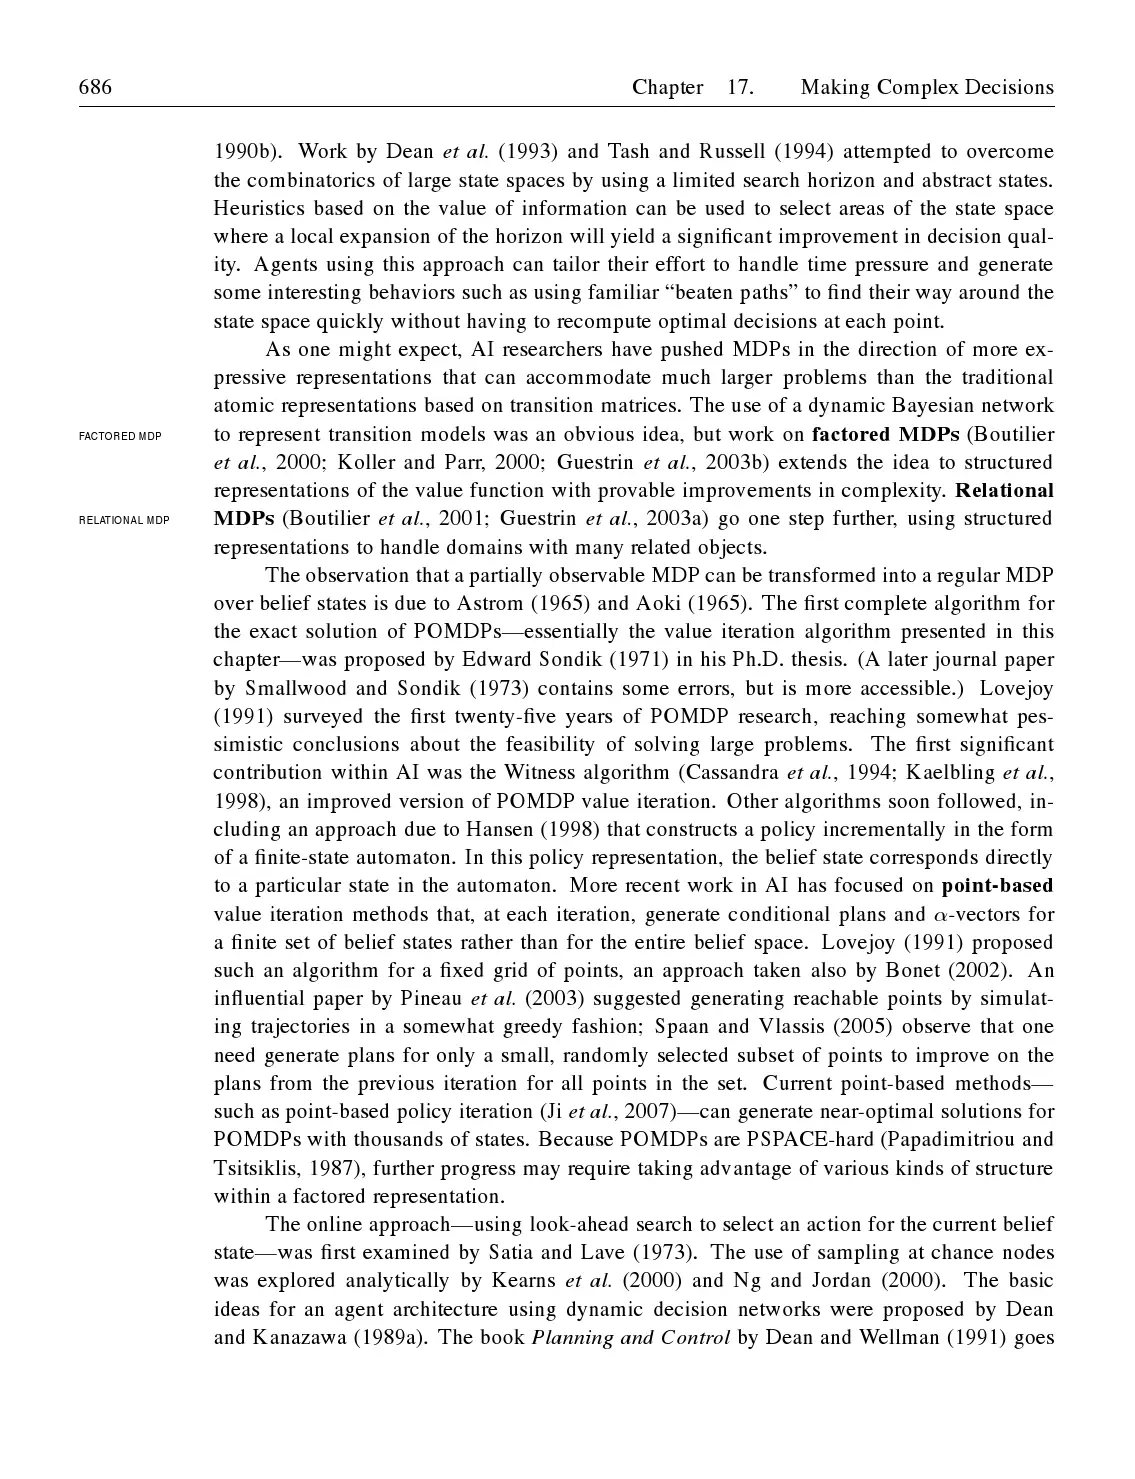 686 Chapter 17. Making Complex Decisions
1990b). Work by Dean et al. (1993) and Tash and Russell (1994) attempted to overcome
the combinatorics of large state spaces by using a limited search horizon and abstract states.
Heuristics based on the value of information can be used to select areas of the state space
where a local expansion of the horizon will yield a significant improvement in decision qual-
ity. Agents using this approach can tailor their effort to handle time pressure and generate
some interesting behaviors such as using familiar “beaten paths” to find their way around the
state space quickly without having to recompute optimal decisions at each point.
As one might expect, AI researchers have pushed MDPs in the direction of more ex-
pressive representations that can accommodate much larger problems than the traditional
atomic representations based on transition matrices. The use of a dynamic Bayesian network
FACTORED MDP to represent transition models was an obvious idea, but work on factored MDPs (Boutilier
et al., 2000; Koller and Parr, 2000; Guestrin et al., 2003b) extends the idea to structured
representations of the value function with provable improvements in complexity. Relational
RELATIONAL MDP MDPs (Boutilier et al., 2001; Guestrin et al., 2003a) go one step further, using structured
representations to handle domains with many related objects.
The observation that a partially observable MDP can be transformed into a regular MDP
over belief states is due to Astrom (1965) and Aoki (1965). The first complete algorithm for
the exact solution of POMDPs—essentially the value iteration algorithm presented in this
chapter—was proposed by Edward Sondik (1971) in his Ph.D. thesis. (A later journal paper
by Smallwood and Sondik (1973) contains some errors, but is more accessible.) Lovejoy
(1991) surveyed the first twenty-five years of POMDP research, reaching somewhat pes-
simistic conclusions about the feasibility of solving large problems. The first significant
contribution within AI was the Witness algorithm (Cassandra et al., 1994; Kaelbling et al.,
1998), an improved version of POMDP value iteration. Other algorithms soon followed, in-
cluding an approach due to Hansen (1998) that constructs a policy incrementally in the form
of a finite-state automaton. In this policy representation, the belief state corresponds directly
to a particular state in the automaton. More recent work in AI has focused on point-based
value iteration methods that, at each iteration, generate conditional plans and α-vectors for
a finite set of belief states rather than for the entire belief space. Lovejoy (1991) proposed
such an algorithm for a fixed grid of points, an approach taken also by Bonet (2002). An
influential paper by Pineau et al. (2003) suggested generating reachable points by simulat-
ing trajectories in a somewhat greedy fashion; Spaan and Vlassis (2005) observe that one
need generate plans for only a small, randomly selected subset of points to improve on the
plans from the previous iteration for all points in the set. Current point-based methods—
such as point-based policy iteration (Ji et al., 2007)—can generate near-optimal solutions for
POMDPs with thousands of states. Because POMDPs are PSPACE-hard (Papadimitriou and
Tsitsiklis, 1987), further progress may require taking advantage of various kinds of structure
within a factored representation.
The online approach—using look-ahead search to select an action for the current belief
state—was first examined by Satia and Lave (1973). The use of sampling at chance nodes
was explored analytically by Kearns et al. (2000) and Ng and Jordan (2000). The basic
ideas for an agent architecture using dynamic decision networks were proposed by Dean
and Kanazawa (1989a). The book Planning and Control by Dean and Wellman (1991) goes